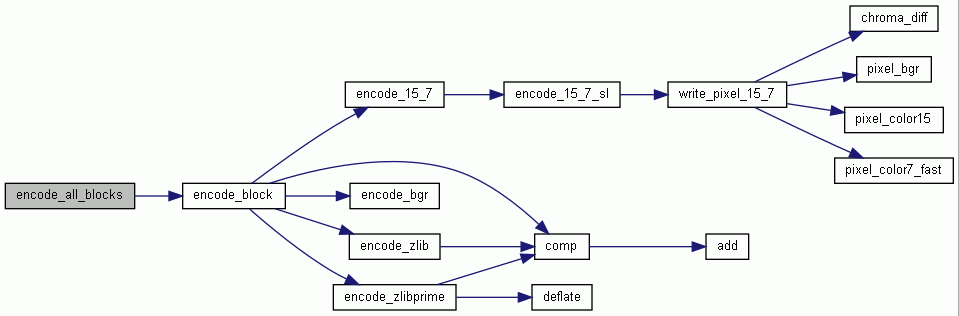 encode_all_blocks
encode_block
encode_15_7
encode_bgr
encode_zlib
encode_zlibprime
encode_15_7_sl
comp
deflate
write_pixel_15_7
add
chroma_diff
pixel_bgr
pixel_color15
pixel_color7_fast